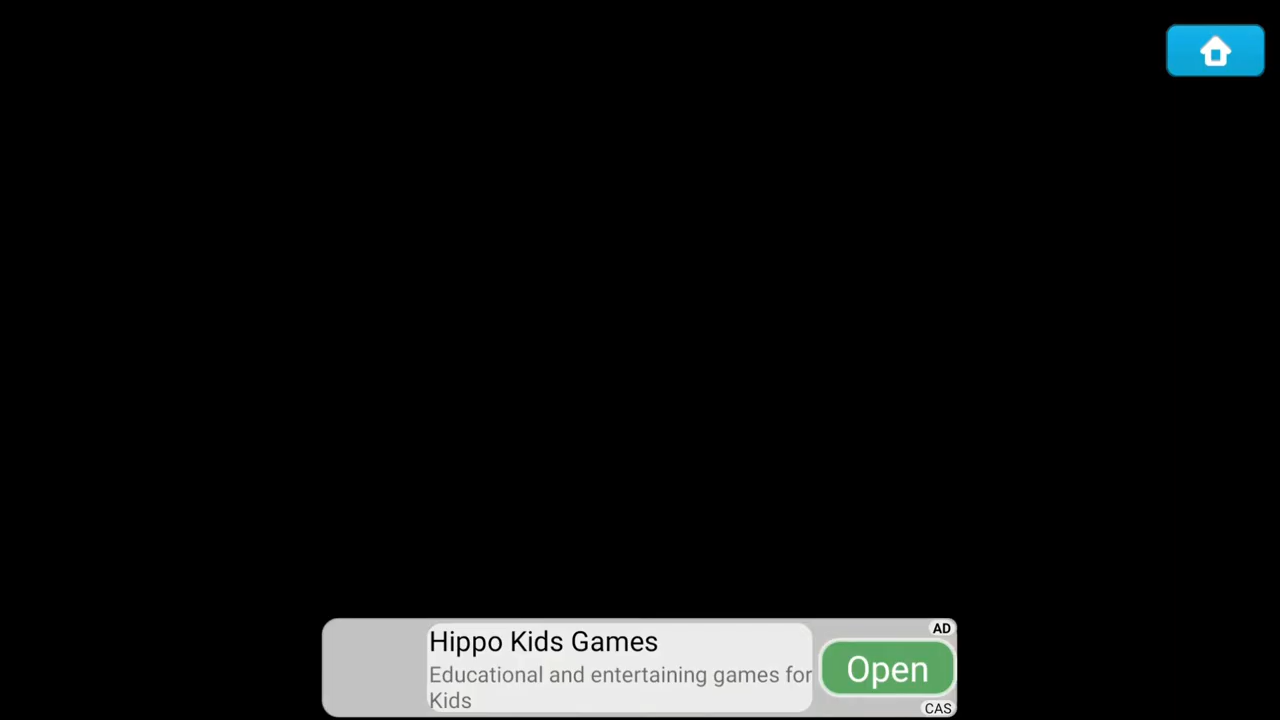 Hippo Kids Games
AD
Educational and entertaining games for
Kids
Open
CAS